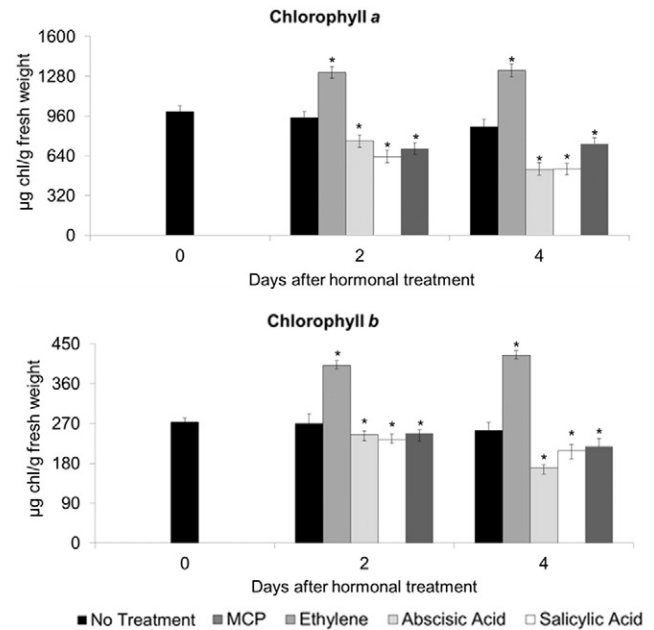 Chlorophyll a
µg chl/g fresh weight
1600
1280
960
640
320
0
* * * * * * * *
0 2 4
Days after hormonal treatment
Chlorophyll b
µg chl/g fresh weight
450
360
270
180
90
0
* * * * * * * *
0 2 4
Days after hormonal treatment
No Treatment MCP Ethylene Abscisic Acid Salicylic Acid